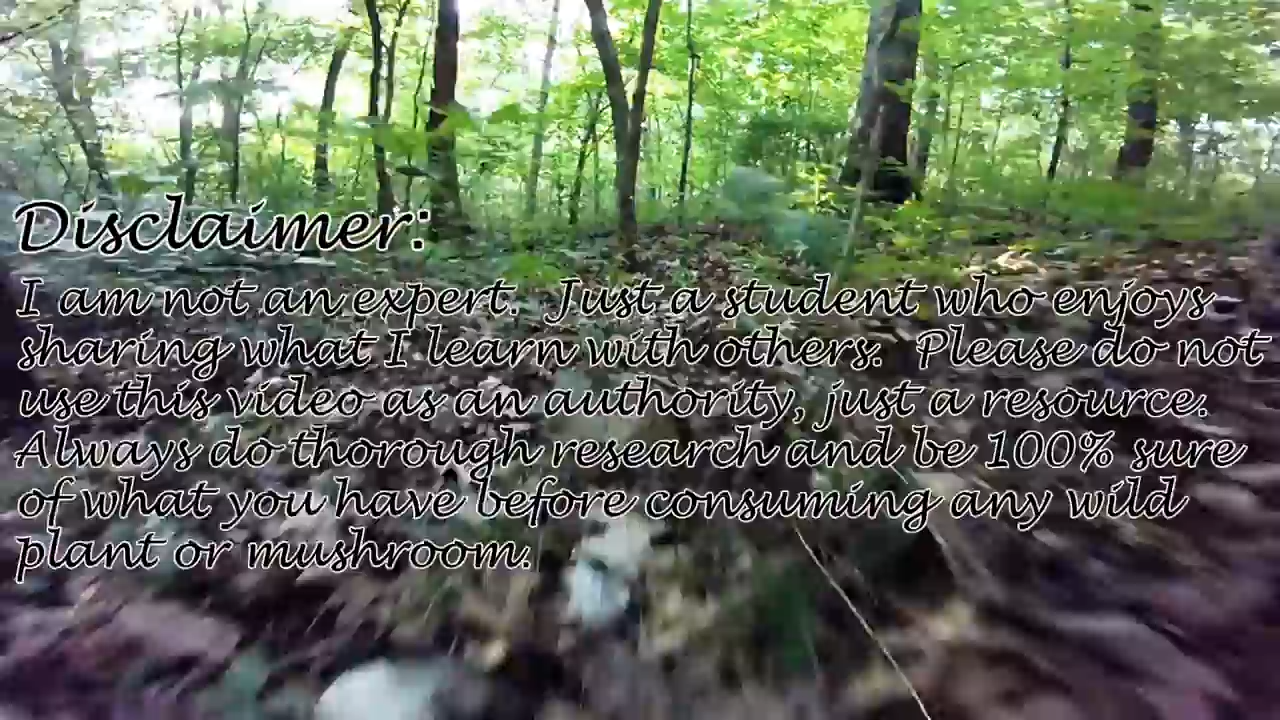 Disclaimer:
I am not an expert. Just a student who enjoys
sharing what I learn with others. Please do not
use this video as an authority, just a resource.
Always do thorough research and be 100% sure
of what you have before consuming any wild
plant or mushroom.